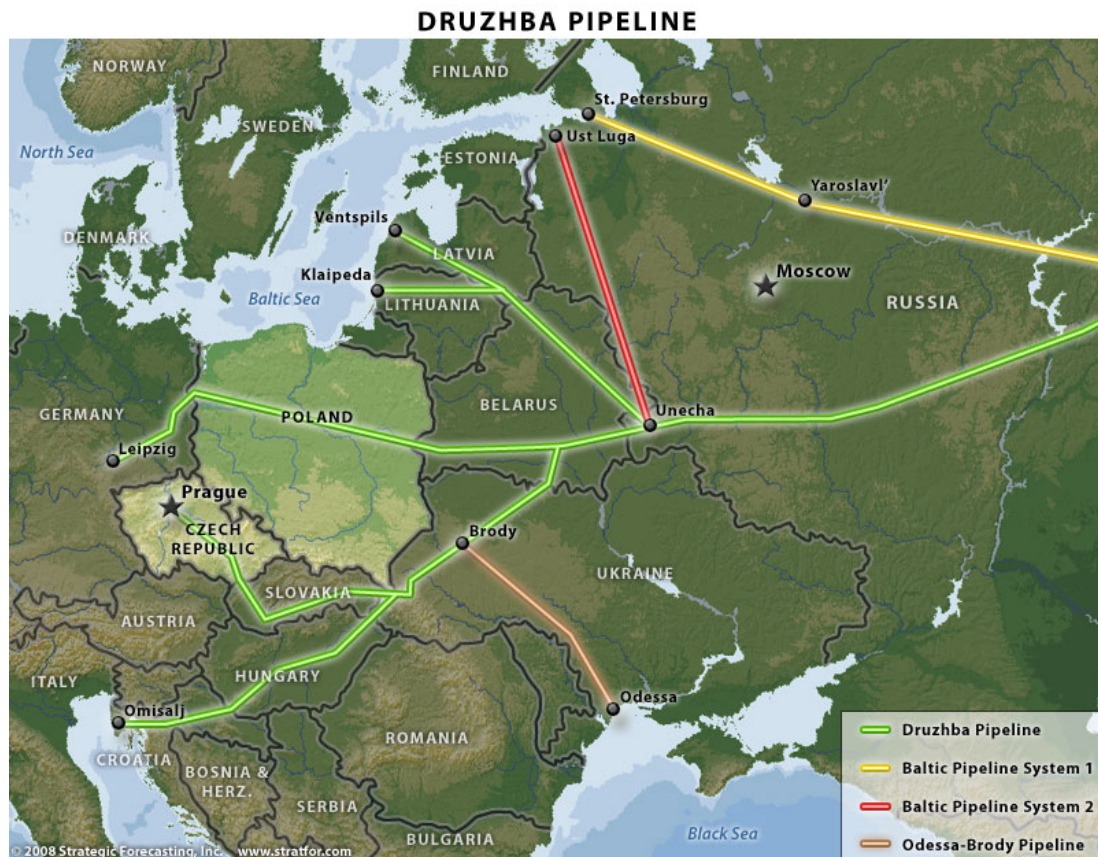 DRUZHBA PIPELINE
NORWAY
FINLAND
SWEDEN
St. Petersburg
Ust Luga
North Sea
ESTONIA
Yaroslavl'
Ventspils
DENMARK
LATVIA
Klaipeda
Moscow
Baltic Sea
LITHUANIA
RUSSIA
GERMANY
POLAND
BELARUS
Unecha
Leipzig
Prague
CZECH
REPUBLIC
Brody
UKRAINE
SLOVAKIA
AUSTRIA
HUNGARY
ITALY
Omisalj
Odessa
CROATIA
ROMANIA
BOSNIA &
HERZ.
SERBIA
BULGARIA
Black Sea
Druzhba Pipeline
Baltic Pipeline System 1
Baltic Pipeline System 2
Odessa-Brody Pipeline
© 2008 Strategic Forecasting, Inc. www.stratfor.com